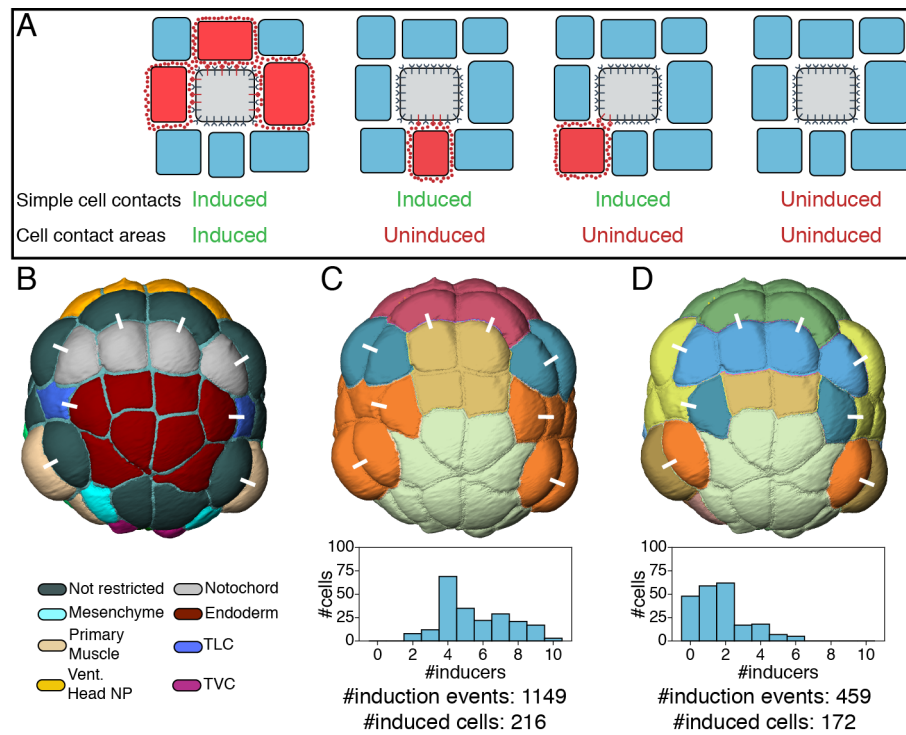 A
Simple cell contacts Induced Induced Induced Uninduced
Cell contact areas Induced Uninduced Uninduced Uninduced
B C D
Not restricted Notochord
Mesenchyme Endoderm
Primary Muscle TLC
Vent. Head NP TVC
100
75
50
25
0
#cells
0 2 4 6 8 10
#inducers
#induction events: 1149
#induced cells: 216
100
75
50
25
0
#cells
0 2 4 6 8 10
#inducers
#induction events: 459
#induced cells: 172